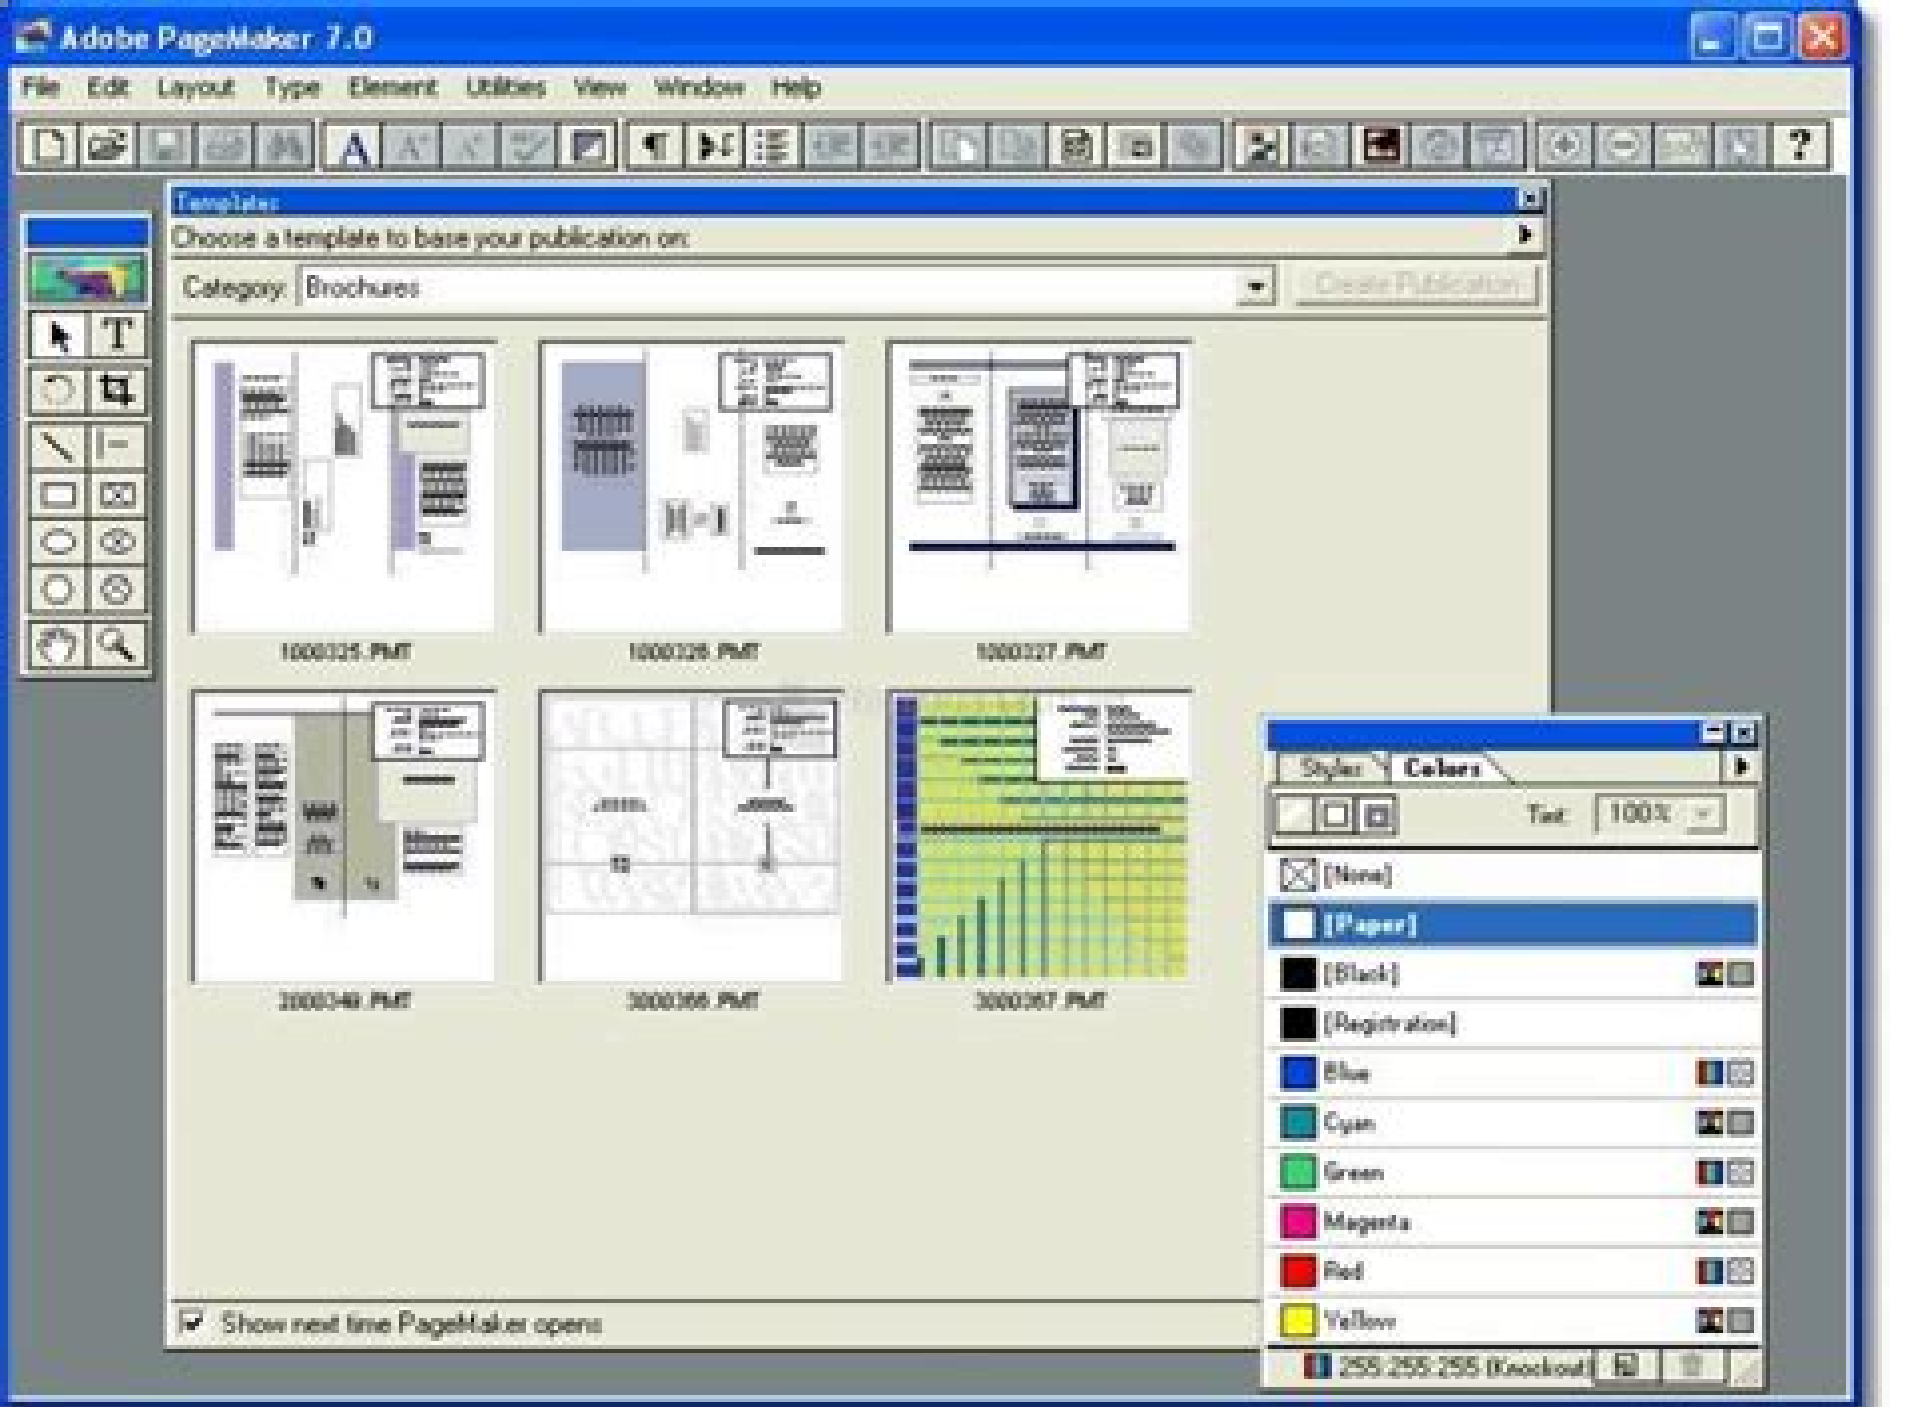 Adobe PageMaker 7.0
File Edit Layout Type Element Utilities View Window Help
Templates
Choose a template to base your publication on:
Category: Brochures Create Publication
1000325.PMT 1000326.PMT 1000327.PMT
2000348.PMT 3000366.PMT 3000367.PMT
Show next time PageMaker opens
Styles Colors
Tint: 100%
[None]
[Paper]
[Black]
[Registration]
Blue
Cyan
Green
Magenta
Red
Yellow
255:255:255 (Knockout)